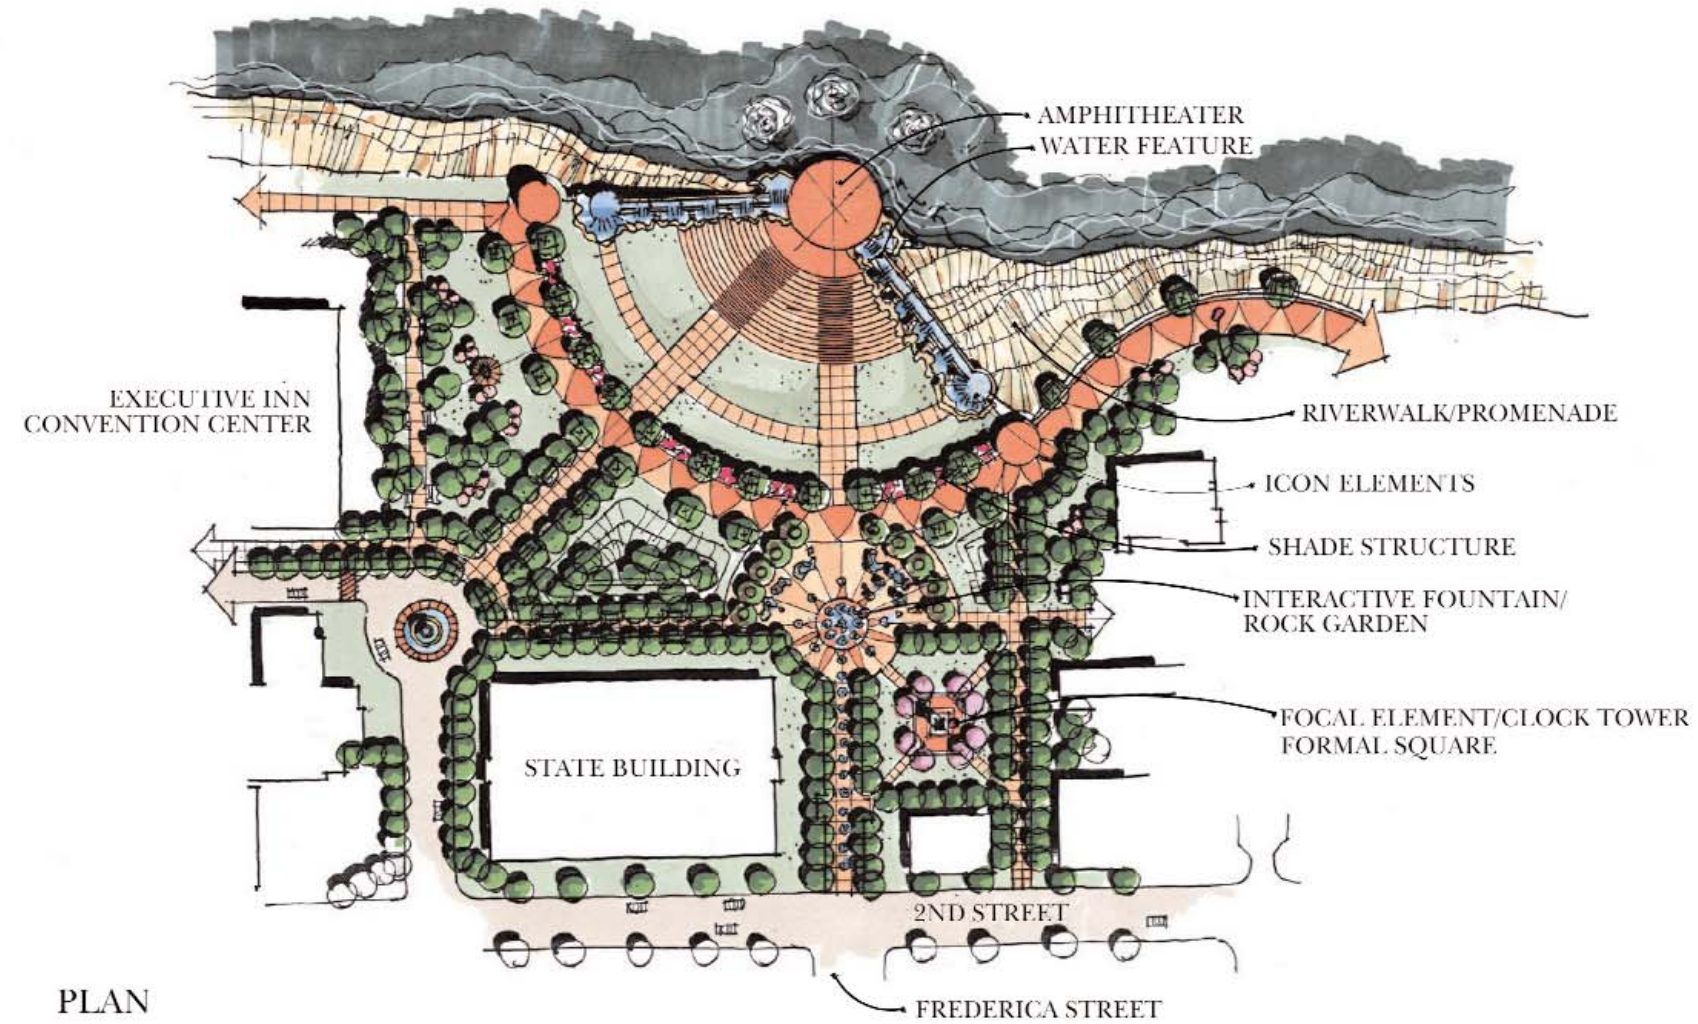 AMPHITHEATER
WATER FEATURE
EXECUTIVE INN
CONVENTION CENTER
RIVERWALK/PROMENADE
ICON ELEMENTS
SHADE STRUCTURE
INTERACTIVE FOUNTAIN/
ROCK GARDEN
FOCAL ELEMENT/CLOCK TOWER
FORMAL SQUARE
STATE BUILDING
2ND STREET
PLAN
FREDERICA STREET